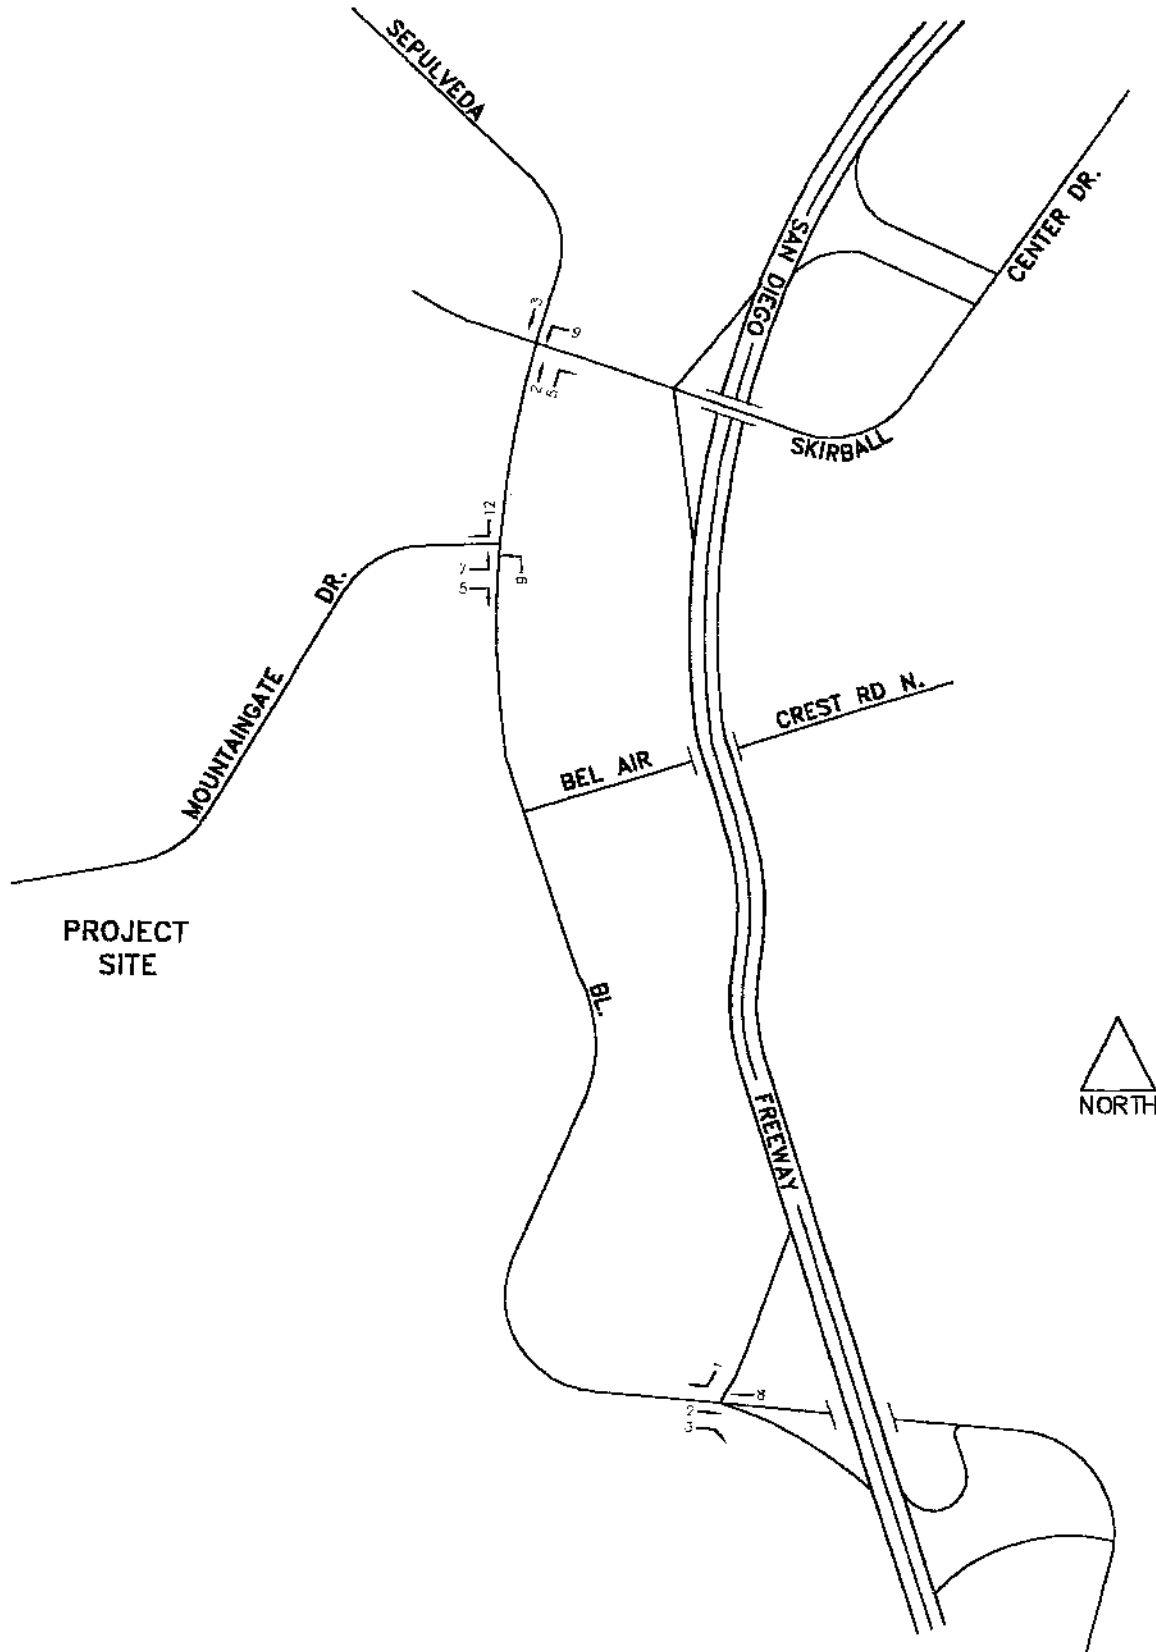 SEPULVEDA
SAN DIEGO
CENTER DR.
3
9
2
5
SKIRBALL
12
7
5
9
DR.
MOUNTAINGATE
CREST RD N.
BEL AIR
PROJECT
SITE
BL.
NORTH
FREEWAY
1
8
2
3